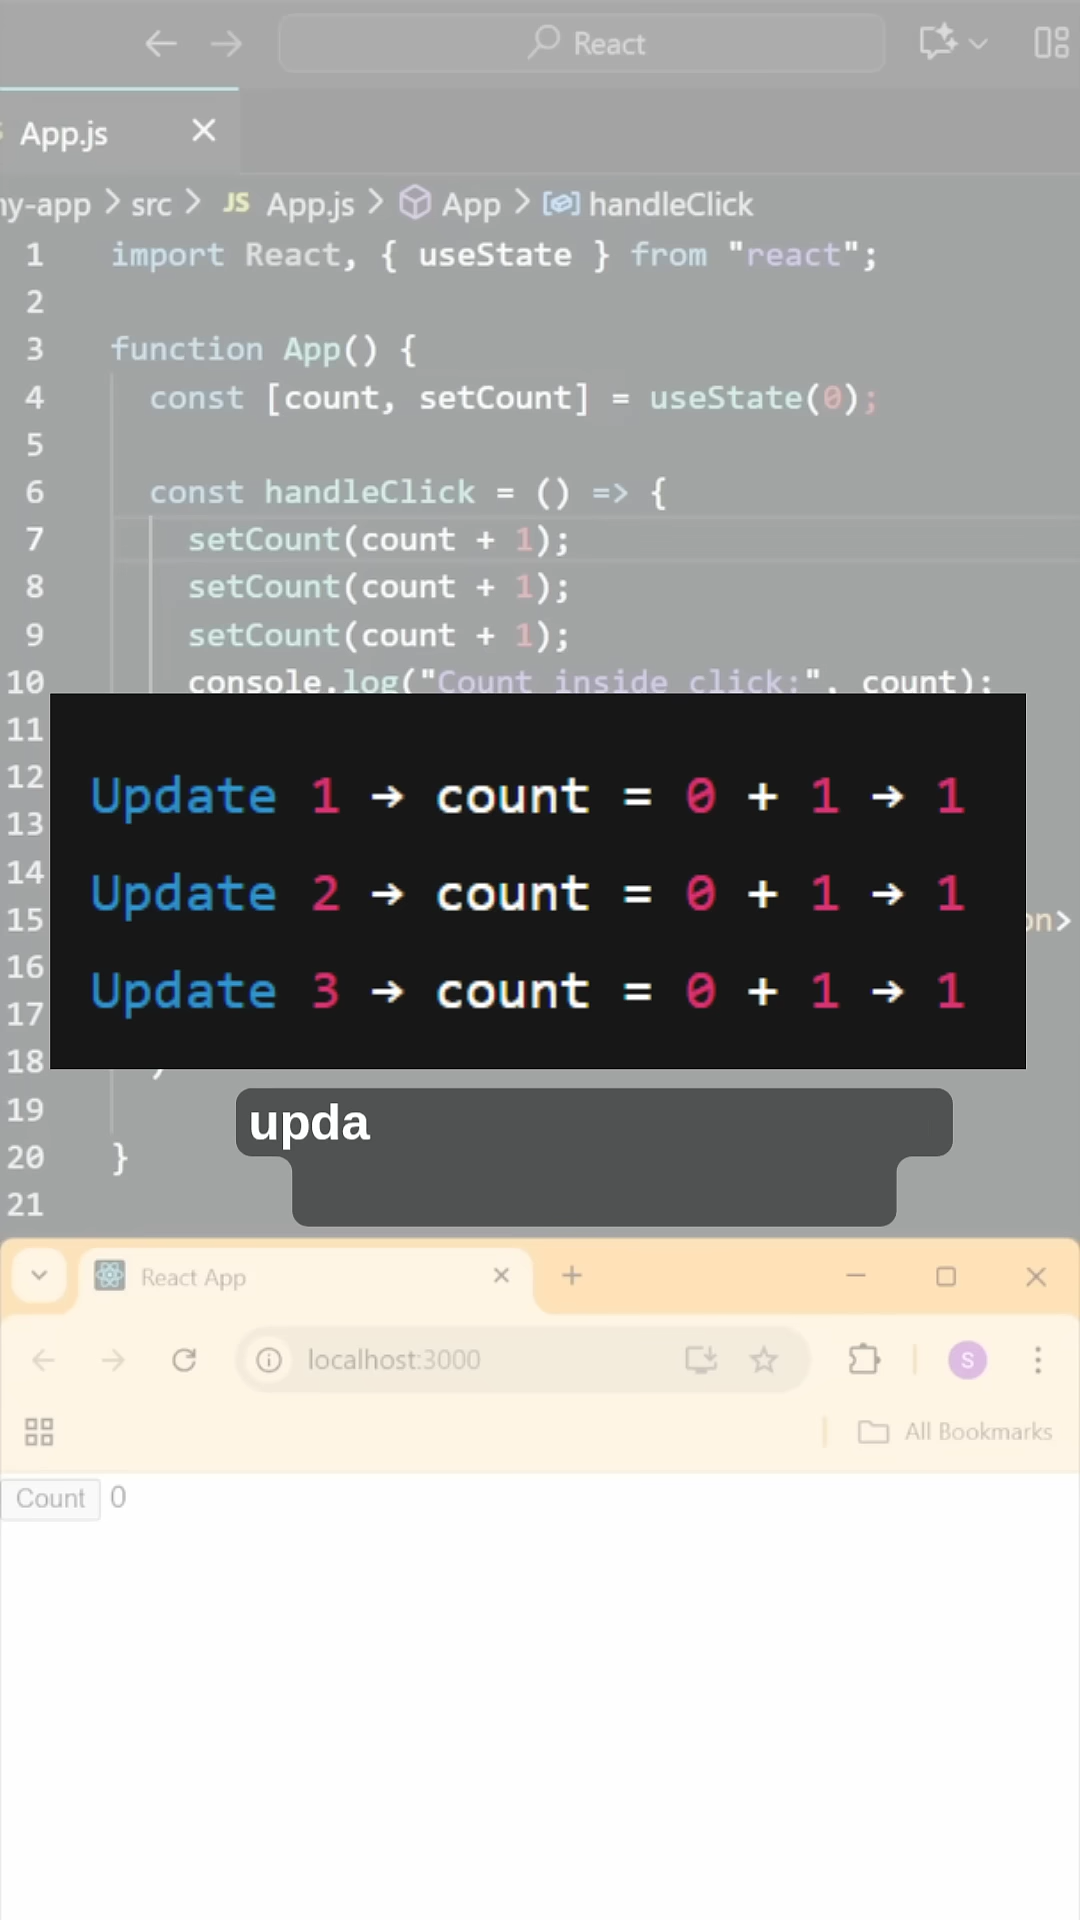 React
App.js
my-app > src > JS App.js > App > handleClick
1 import React, { useState } from "react";
2
3 function App() {
4 const [count, setCount] = useState(0);
5
6 const handleClick = () => {
7 setCount(count + 1);
8 setCount(count + 1);
9 setCount(count + 1);
10 console.log("Count inside click:", count);
11
12
13
14
15 on>
16
17
18
19
20 }
21
Update 1 → count = 0 + 1 → 1
Update 2 → count = 0 + 1 → 1
Update 3 → count = 0 + 1 → 1
upda
React App
localhost:3000
S
All Bookmarks
Count 0